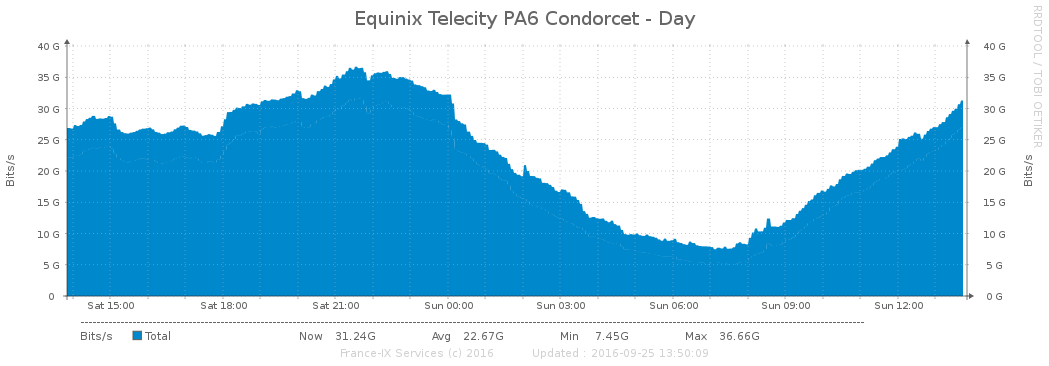 Equinix Telecity PA6 Condorcet - Day
RRDTOOL / TOBI OETIKER
40 G 40 G
35 G 35 G
30 G 30 G
25 G 25 G
20 G 20 G
15 G 15 G
10 G 10 G
5 G 5 G
0 0 G
Bits/s
Bits/s
Sat 15:00 Sat 18:00 Sat 21:00 Sun 00:00 Sun 03:00 Sun 06:00 Sun 09:00 Sun 12:00
Bits/s Total Now 31.24G Avg 22.67G Min 7.45G Max 36.66G
France-IX Services (c) 2016 Updated : 2016-09-25 13:50:09